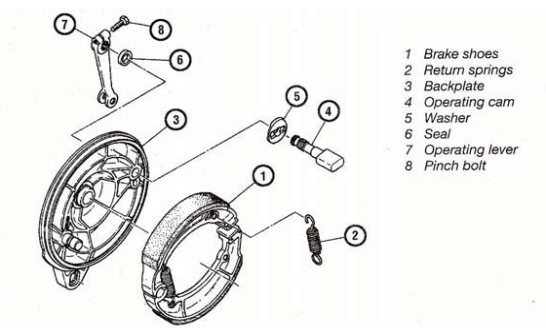 7
8
6
5
4
3
1
2
1 Brake shoes
2 Return springs
3 Backplate
4 Operating cam
5 Washer
6 Seal
7 Operating lever
8 Pinch bolt